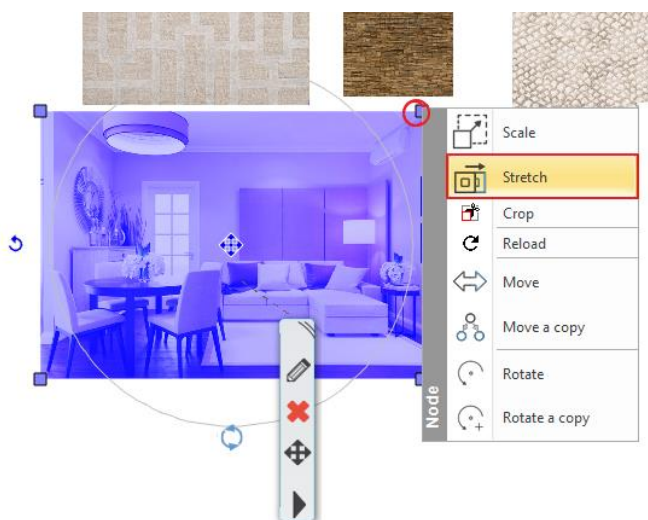 Scale
Stretch
Crop
Reload
Move
Move a copy
Rotate
Rotate a copy
Node